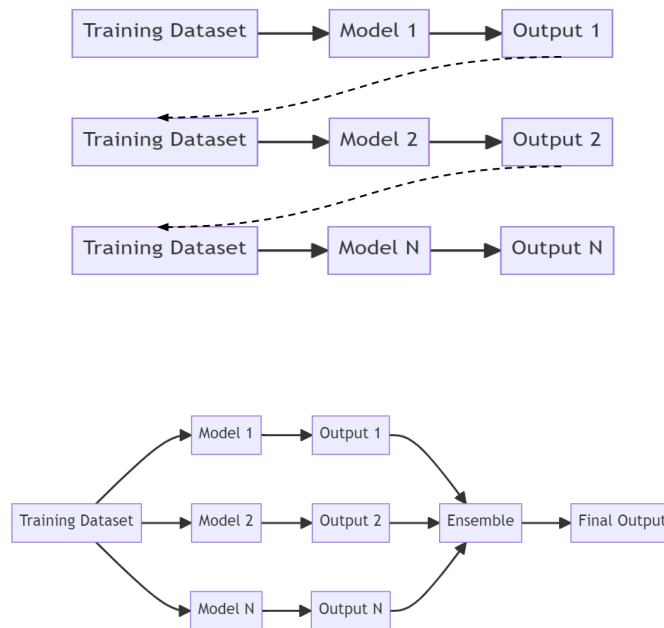 Training Dataset
Model 1
Output 1
Training Dataset
Model 2
Output 2
Training Dataset
Model N
Output N
Model 1
Output 1
Training Dataset
Model 2
Output 2
Ensemble
Final Output
Model N
Output N